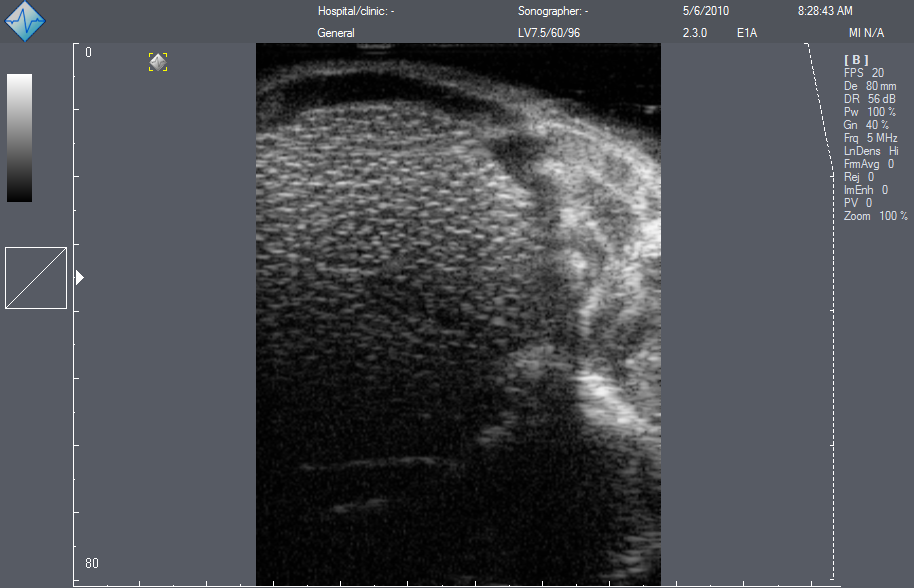 Hospital/clinic: - Sonographer: - 5/6/2010 8:28:43 AM
General LV7.5/60/96 2.3.0 E1A MI N/A
0
[ B ]
FPS 20
De 80 mm
DR 56 dB
Pw 100 %
Gn 40 %
Frq 5 MHz
LnDens Hi
FrmAvg 0
Rej 0
ImEnh 0
PV 0
Zoom 100 %
80